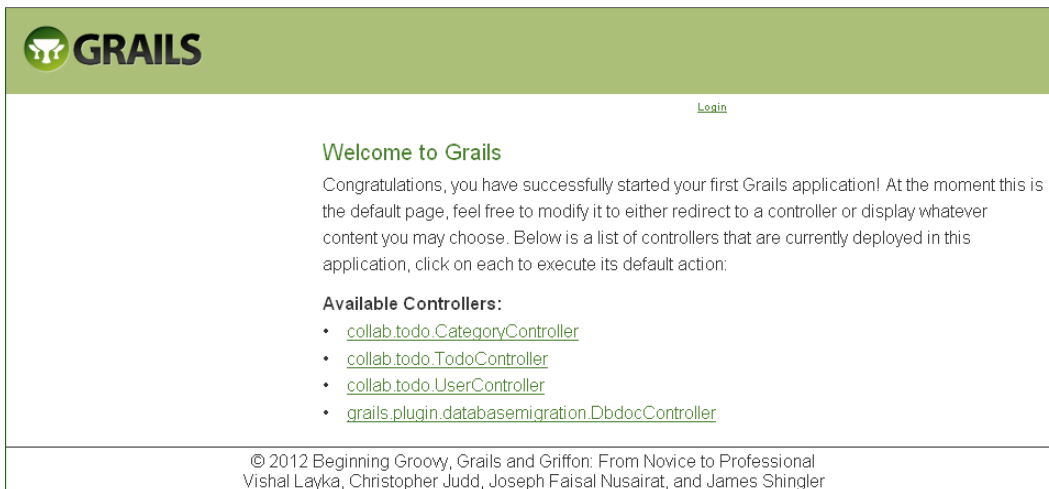 GRAILS
Login
Welcome to Grails
Congratulations, you have successfully started your first Grails application! At the moment this is
the default page, feel free to modify it to either redirect to a controller or display whatever
content you may choose. Below is a list of controllers that are currently deployed in this
application, click on each to execute its default action:
Available Controllers:
• collab.todo.CategoryController
• collab.todo.TodoController
• collab.todo.UserController
• grails.plugin.databasemigration.DbdocController
© 2012 Beginning Groovy, Grails and Griffon: From Novice to Professional
Vishal Layka, Christopher Judd, Joseph Faisal Nusairat, and James Shingler